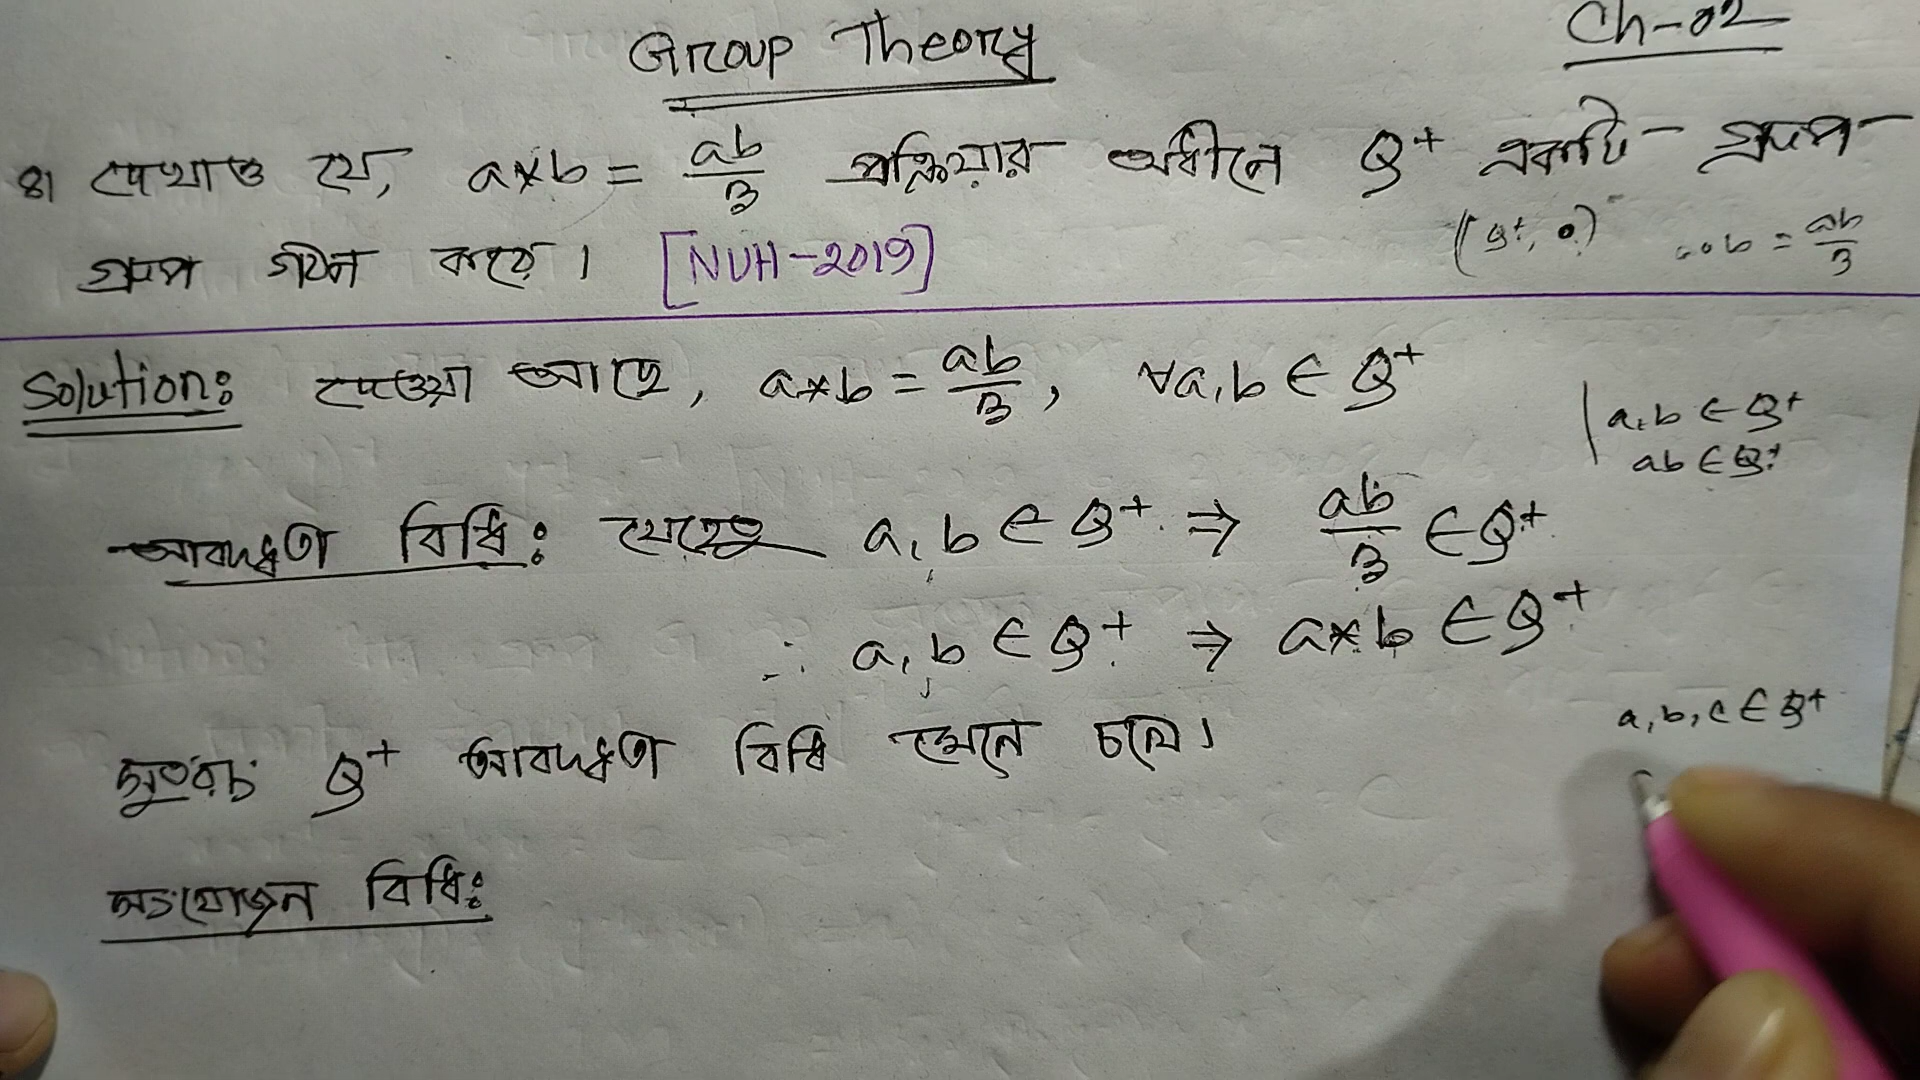 Group Theory
Ch-02
৪। দেখাও যে, a*b = ab/3 প্রক্রিয়ার অধীনে Q⁺ একটি গ্রুপ
গ্রুপ গঠন করে। [NUH-2019]
(Q⁺, o) aob = ab/3
Solution: দেওয়া আছে, a*b = ab/3, ∀a,b ∈ Q⁺
a,b ∈ Q⁺
ab ∈ Q⁺
আবদ্ধতা বিধি: যেহেতু a,b ∈ Q⁺ ⇒ ab/3 ∈ Q⁺
∴ a,b ∈ Q⁺ ⇒ a*b ∈ Q⁺
a,b,c ∈ Q⁺
সুতরাং Q⁺ আবদ্ধতা বিধি মেনে চলে।
সংযোজন বিধি: